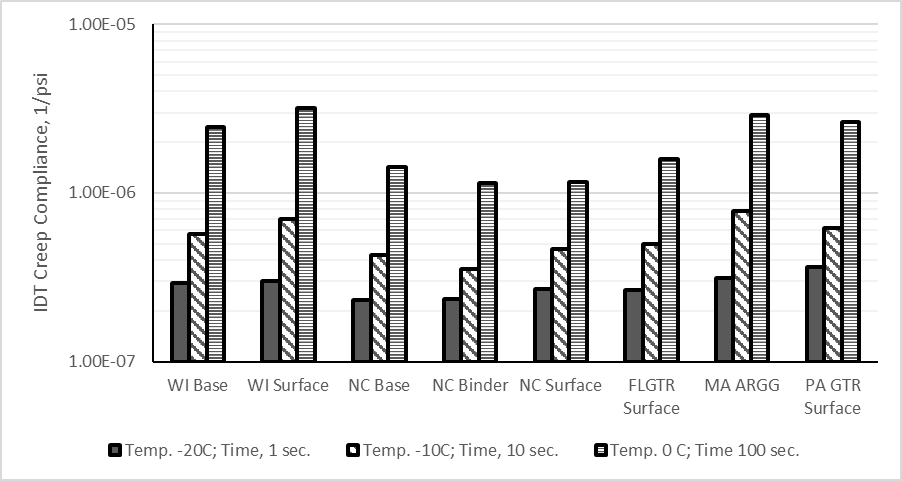 1.00E-05
1.00E-06
1.00E-07
IDT Creep Compliance, 1/psi
WI Base
WI Surface
NC Base
NC Binder
NC Surface
FLGTR
Surface
MA ARGG
PA GTR
Surface
Temp. -20C; Time, 1 sec.
Temp. -10C; Time, 10 sec.
Temp. 0 C; Time 100 sec.